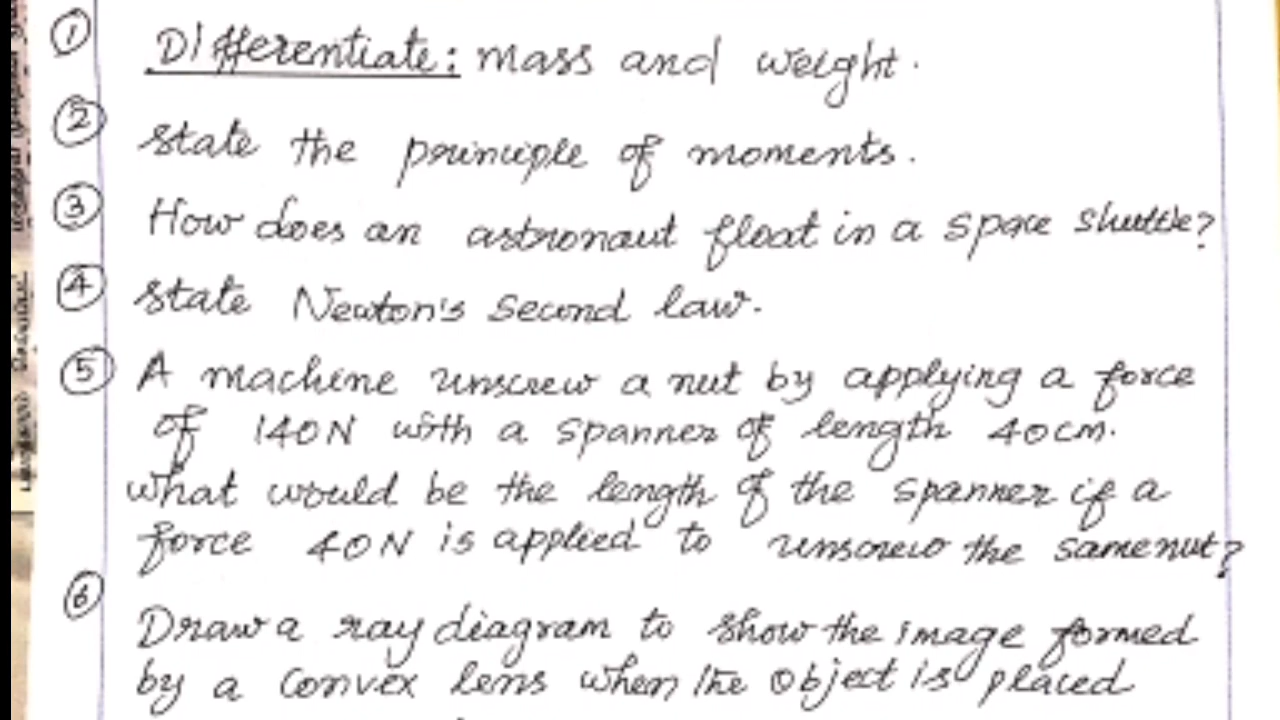 ① Differentiate: mass and weight.
② state the principle of moments.
③ How does an astronaut float in a space shuttle?
④ state Newton's second law.
⑤ A machine unscrew a nut by applying a force
of 140N with a spanner of length 40cm.
what would be the length of the spanner if a
force 40N is applied to unscrew the same nut?
⑥ Draw a ray diagram to show the image formed
by a convex lens when the object is placed